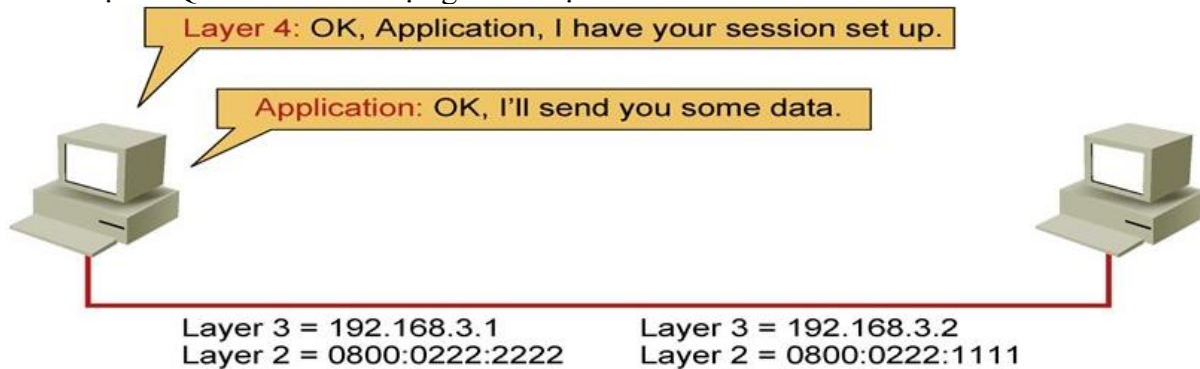 Layer 4: OK, Application, I have your session set up.
Application: OK, I'll send you some data.
Layer 3 = 192.168.3.1
Layer 2 = 0800:0222:2222
Layer 3 = 192.168.3.2
Layer 2 = 0800:0222:1111